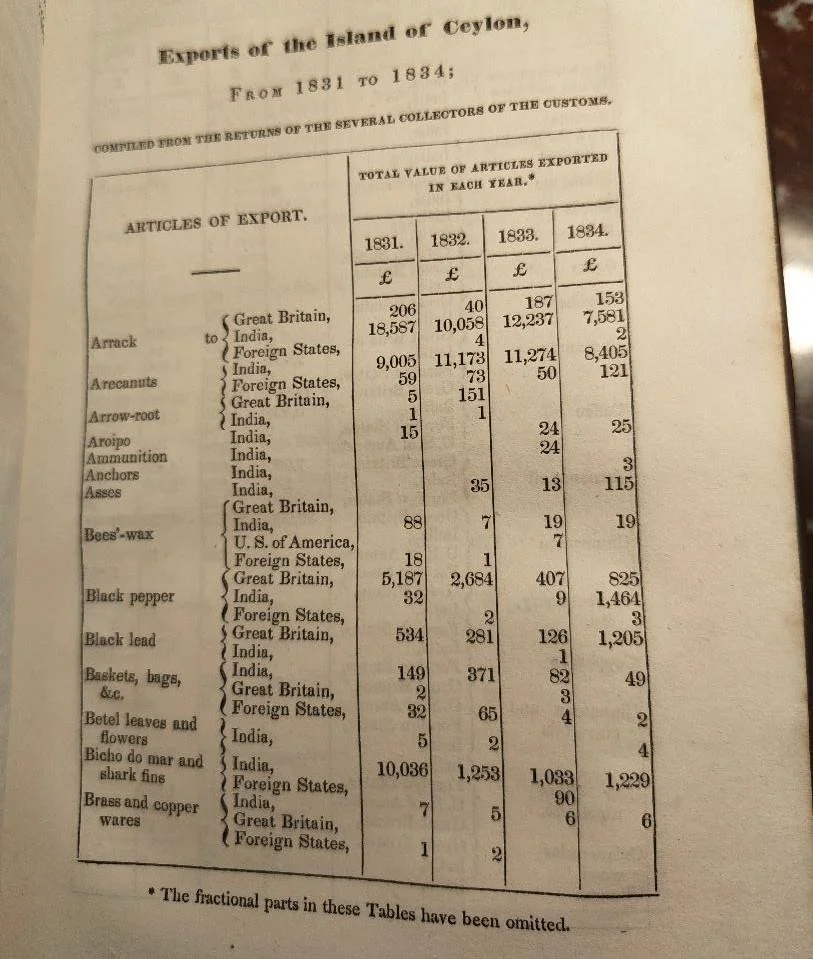 Exports of the Island of Ceylon,
FROM 1831 TO 1834;
COMPILED FROM THE RETURNS OF THE SEVERAL COLLECTORS OF THE CUSTOMS.
ARTICLES OF EXPORT.
TOTAL VALUE OF ARTICLES EXPORTED
IN EACH YEAR.*
1831. 1832. 1833. 1834.
£ £ £ £
Great Britain, 206 40 187 153
Arrack to India, 18,587 10,058 12,237 7,581
Foreign States, 4 2
India, 9,005 11,173 11,274 8,405
Arecanuts Foreign States, 59 73 50 121
Great Britain, 5 151
Arrow-root India, 1 1
Aroipo India, 15 24 25
Ammunition India, 24
Anchors India, 3
Asses India, 35 13 115
Great Britain,
Bees'-wax India, 88 7 19 19
U. S. of America, 7
Foreign States, 18 1
Great Britain, 5,187 2,684 407 825
Black pepper India, 32 9 1,464
Foreign States, 2 3
Black lead Great Britain, 534 281 126 1,205
India, 1
Baskets, bags, India, 149 371 82 49
&c. Great Britain, 2 3
Foreign States, 32 65 4 2
Betel leaves and
flowers India, 5 2 4
Bicho do mar and India, 10,036 1,253 1,033 1,229
shark fins Foreign States, 90
Brass and copper India, 7 5 6 6
wares Great Britain,
Foreign States, 1 2
* The fractional parts in these Tables have been omitted.